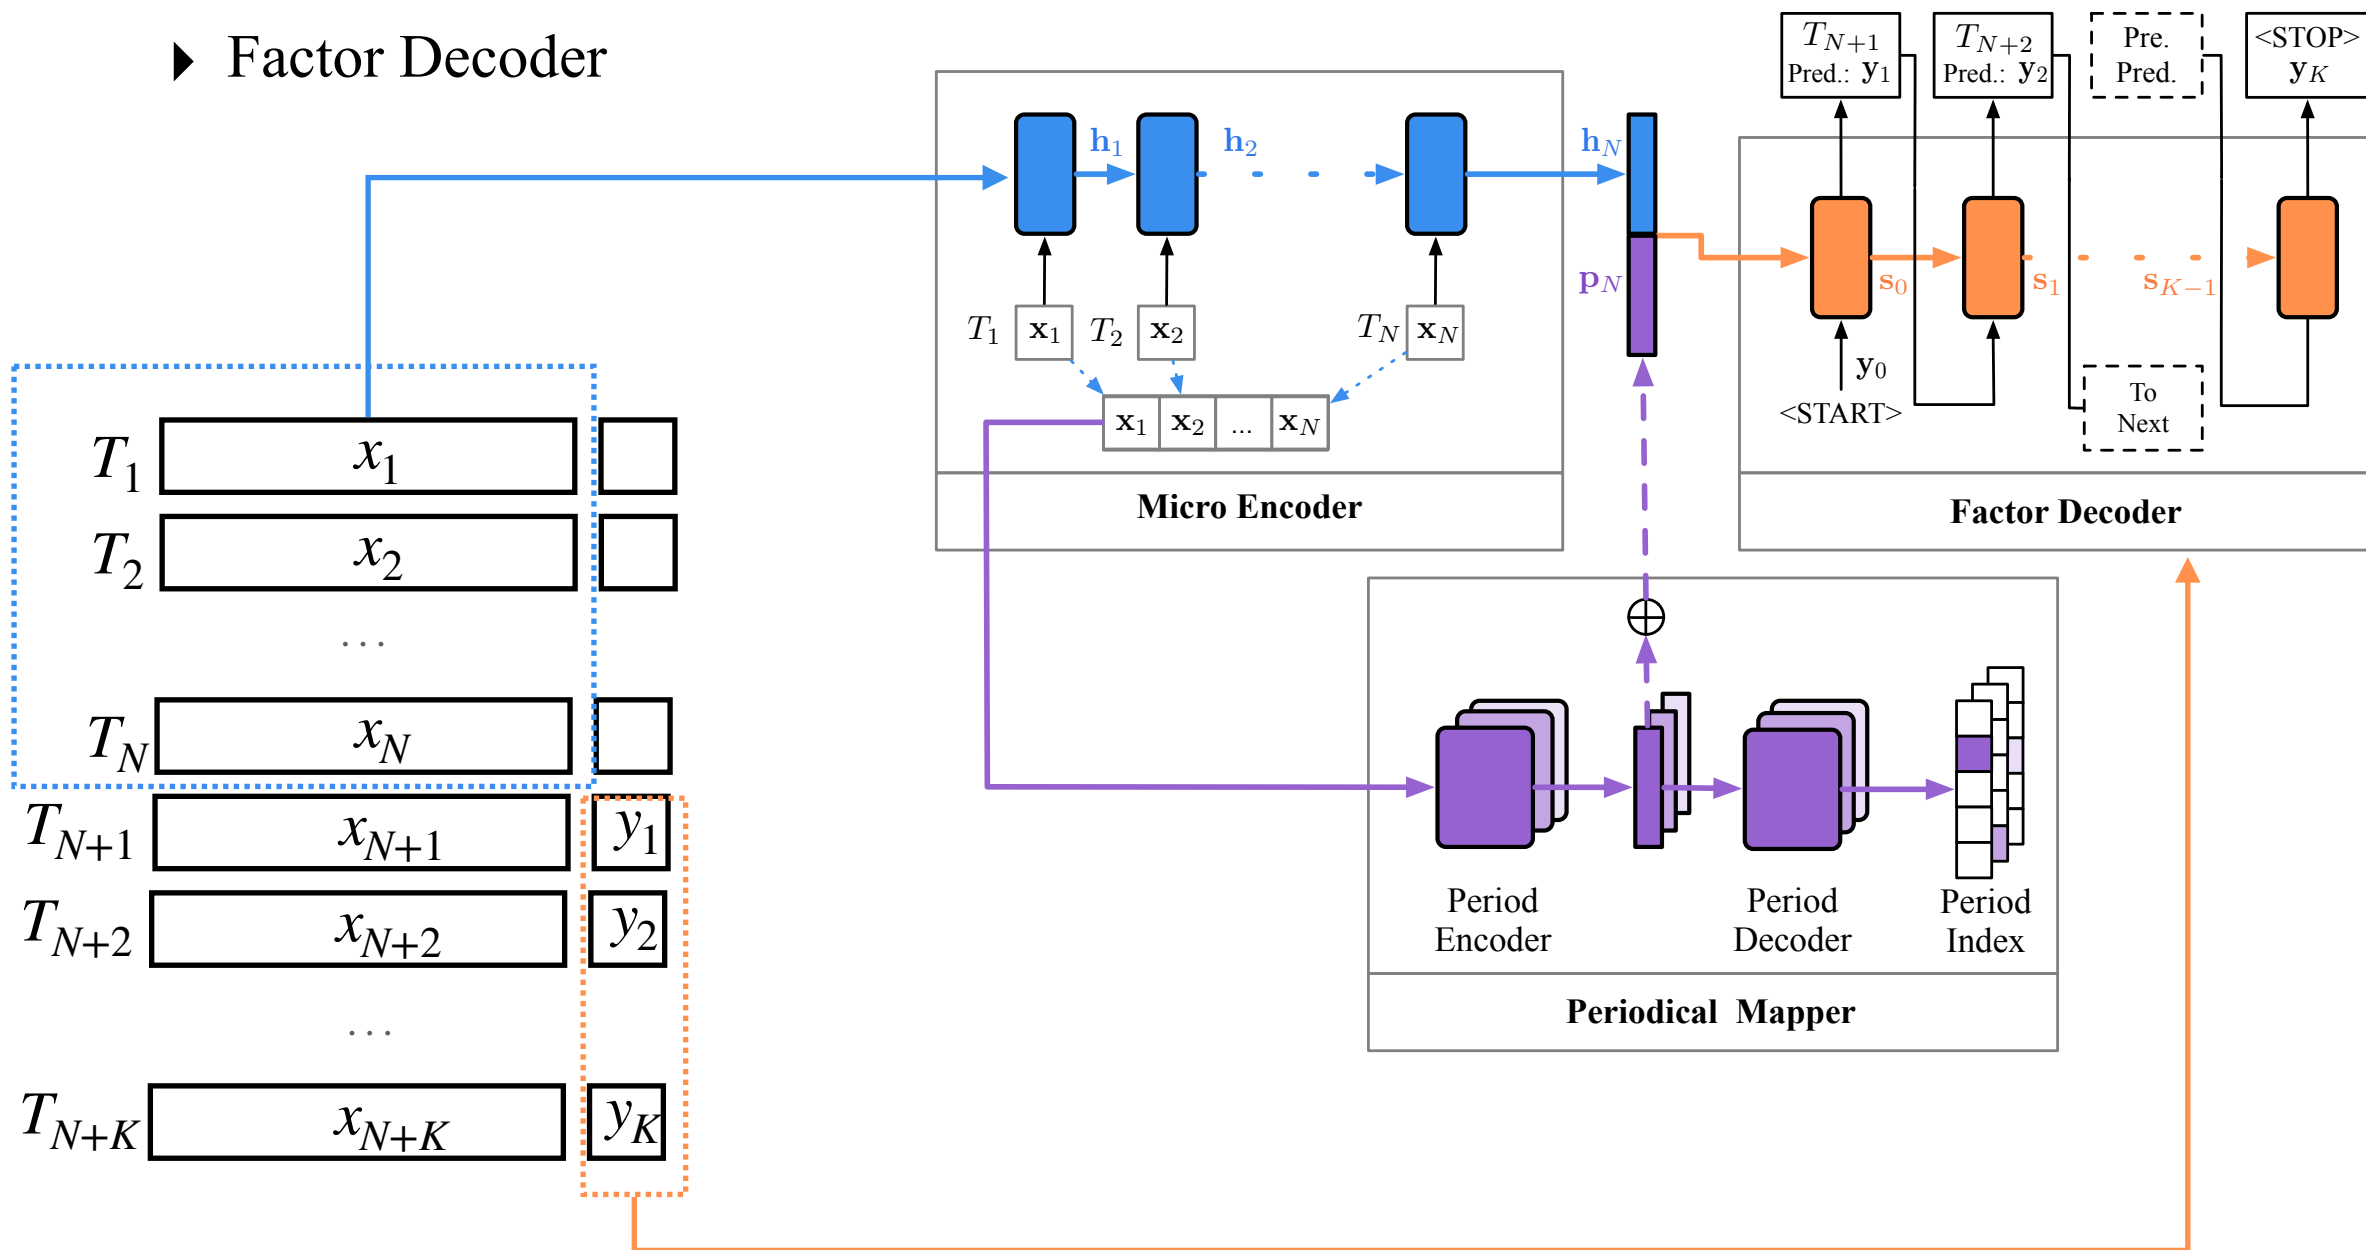 ▶ Factor Decoder
T_1 x_1
T_2 x_2
...
T_N x_N
T_{N+1} x_{N+1} y_1
T_{N+2} x_{N+2} y_2
...
T_{N+K} x_{N+K} y_K
h_1 h_2 h_N
T_1 x_1 T_2 x_2 T_N x_N
x_1 x_2 ... x_N
Micro Encoder
p_N
T_{N+1}
Pred.: y_1
T_{N+2}
Pred.: y_2
Pre.
Pred.
<STOP>
y_K
s_0 s_1 s_{K-1}
y_0
<START>
To
Next
Factor Decoder
Period
Encoder
Period
Decoder
Period
Index
Periodical Mapper